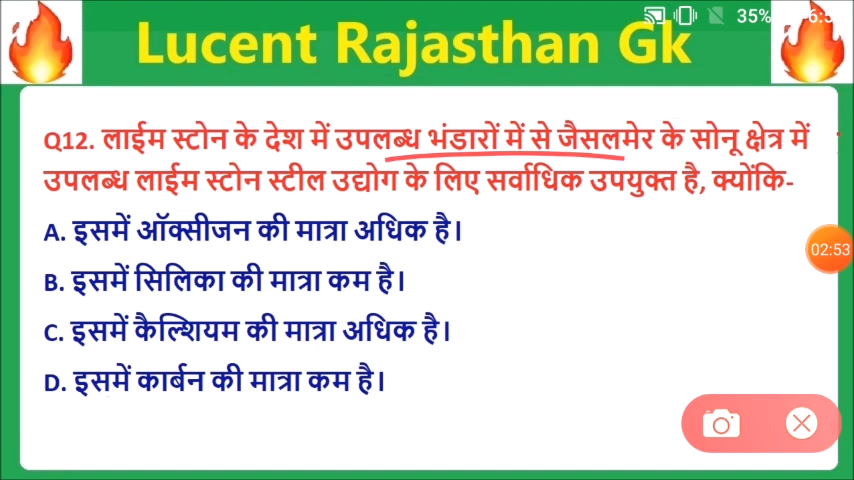 35%
Lucent Rajasthan Gk
Q12. लाईम स्टोन के देश में उपलब्ध भंडारों में से जैसलमेर के सोनू क्षेत्र में
उपलब्ध लाईम स्टोन स्टील उद्योग के लिए सर्वाधिक उपयुक्त है, क्योंकि-
A. इसमें ऑक्सीजन की मात्रा अधिक है।
02:53
B. इसमें सिलिका की मात्रा कम है।
C. इसमें कैल्शियम की मात्रा अधिक है।
D. इसमें कार्बन की मात्रा कम है।